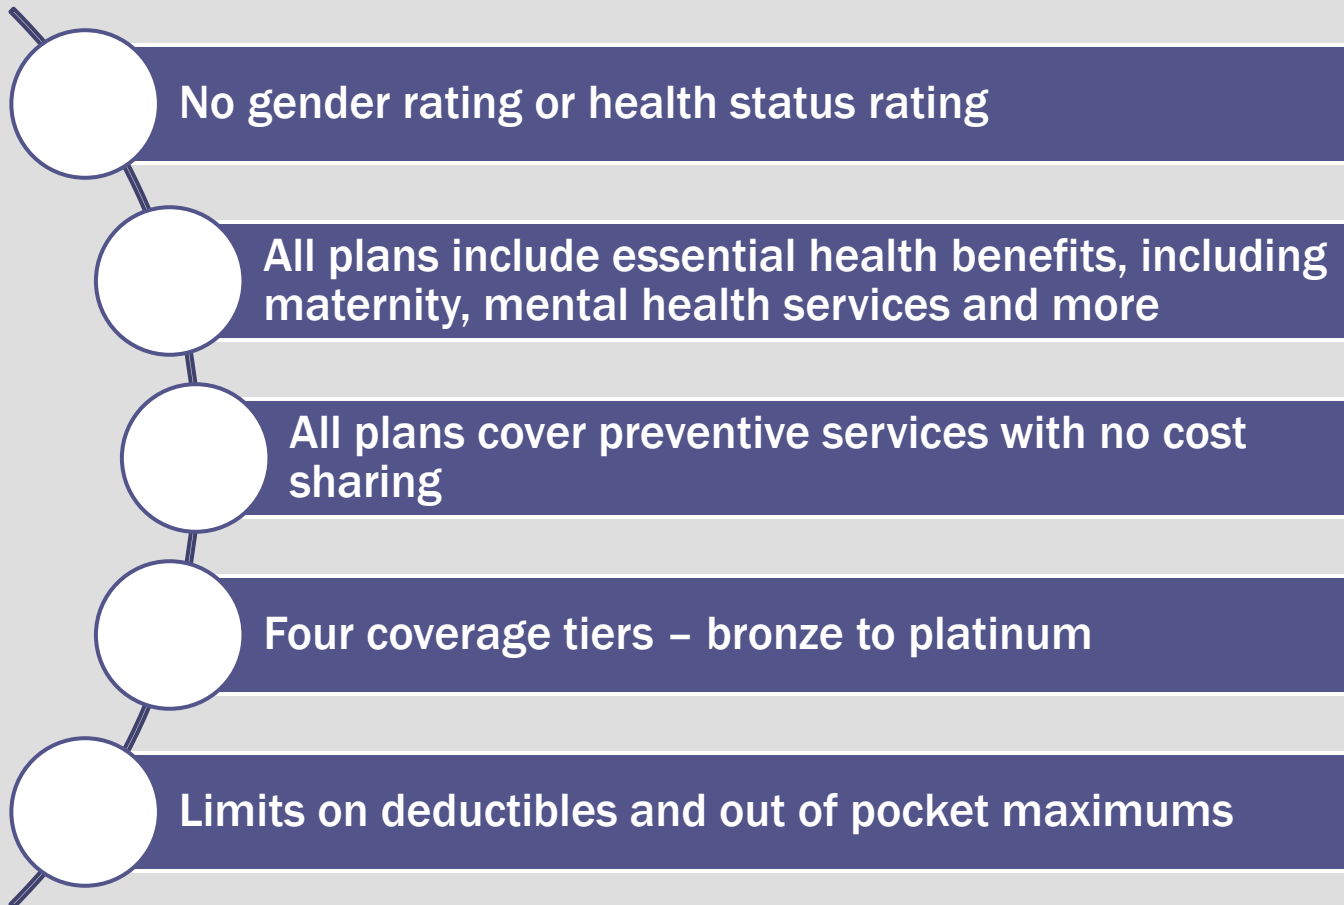 No gender rating or health status rating
All plans include essential health benefits, including
maternity, mental health services and more
All plans cover preventive services with no cost
sharing
Four coverage tiers – bronze to platinum
Limits on deductibles and out of pocket maximums